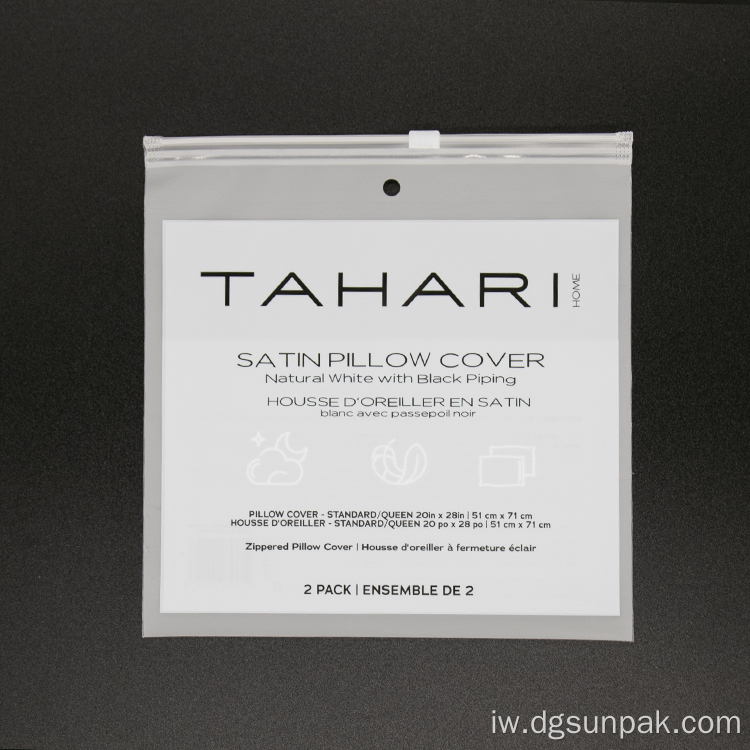 TAHARI
HOME
SATIN PILLOW COVER
Natural White with Black Piping
HOUSSE D'OREILLER EN SATIN
blanc avec passepoil noir
PILLOW COVER - STANDARD/QUEEN 20in x 28in | 51 cm x 71 cm
HOUSSE D'OREILLER - STANDARD/QUEEN 20 po x 28 po | 51 cm x 71 cm
Zippered Pillow Cover | Housse d'oreiller à fermeture éclair
2 PACK | ENSEMBLE DE 2
iw.dgsunpak.com